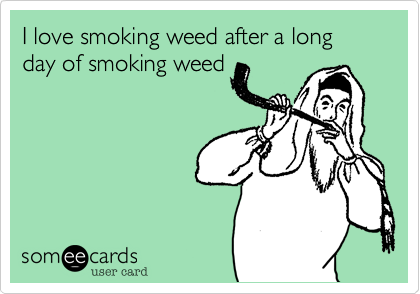 I love smoking weed after a long
day of smoking weed
someecards
user card